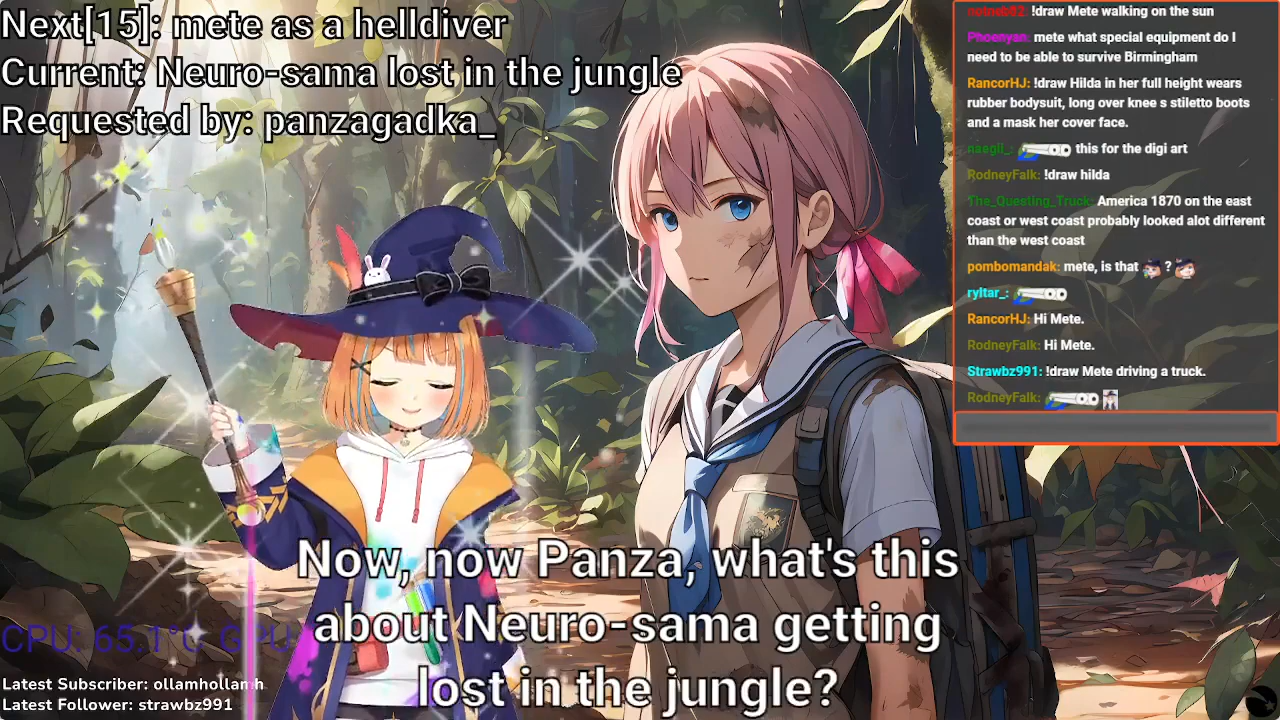 Next[15]: mete as a helldiver
Current: Neuro-sama lost in the jungle
Requested by: panzagadka_
notneb02: !draw Mete walking on the sun
Phoenyan: mete what special equipment do I
need to be able to survive Birmingham
RancorHJ: !draw Hilda in her full height wears
rubber bodysuit, long over knee s stiletto boots
and a mask her cover face.
naegii_: this for the digi art
RodneyFalk: !draw hilda
The_Questing_Truck: America 1870 on the east
coast or west coast probably looked alot different
than the west coast
pombomandak: mete, is that ?
ryltar_:
RancorHJ: Hi Mete.
RodneyFalk: Hi Mete.
Strawbz991: !draw Mete driving a truck.
RodneyFalk:
Now, now Panza, what's this
about Neuro-sama getting
lost in the jungle?
CPU: 65.1°C GPU
Latest Subscriber: ollamhollamh
Latest Follower: strawbz991